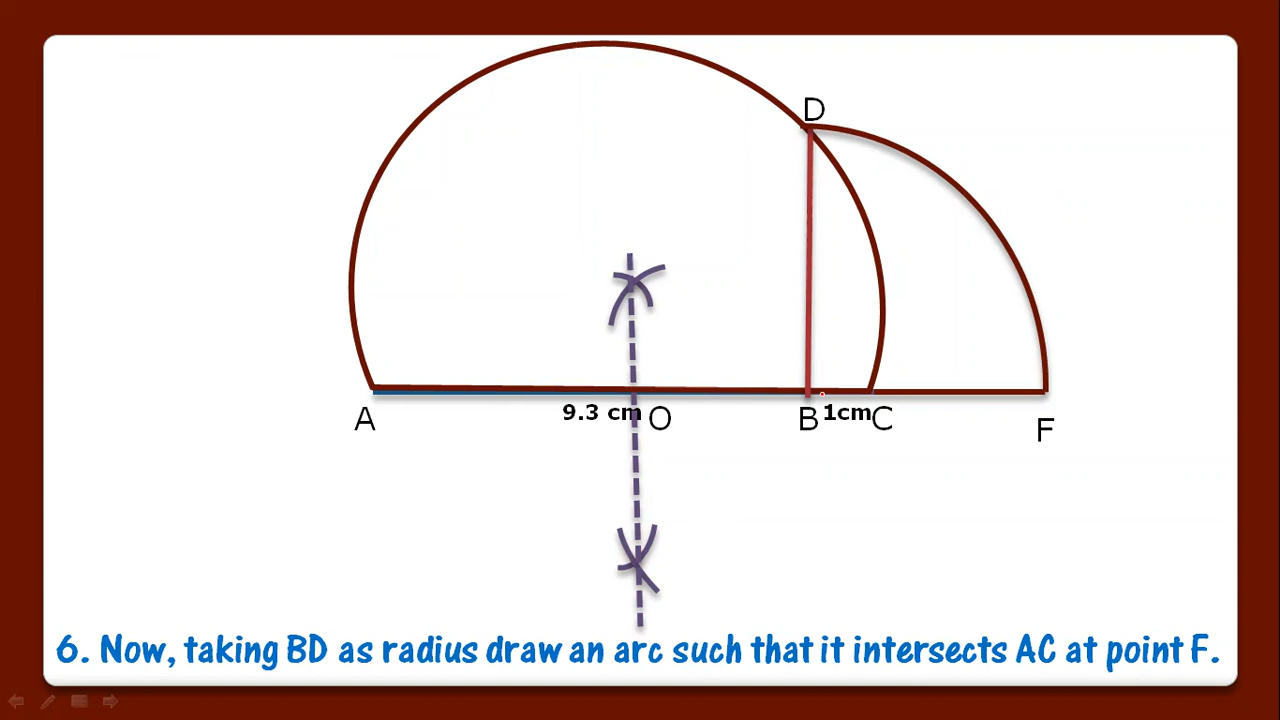 D
A
9.3 cm O
B 1cm C
F
6. Now, taking BD as radius draw an arc such that it intersects AC at point F.